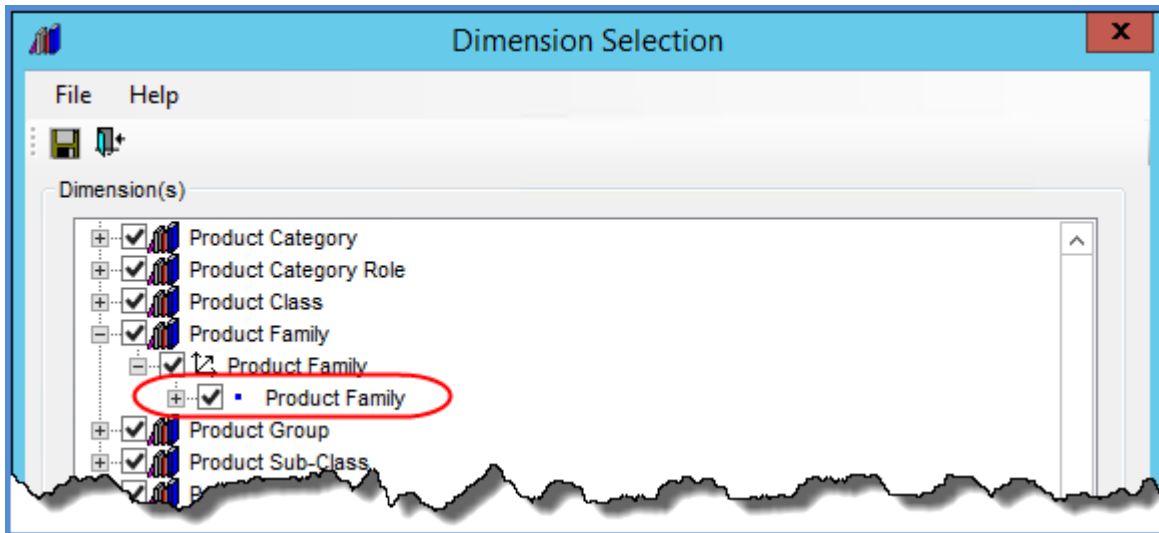 Dimension Selection
x
File Help
Dimension(s)
Product Category
Product Category Role
Product Class
Product Family
Product Family
Product Family
Product Group
Product Sub-Class